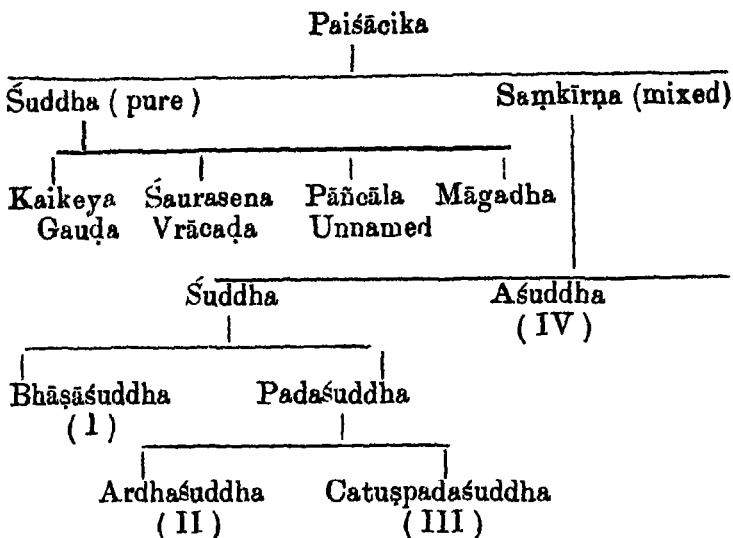 Paiśācika
Śuddha ( pure ) Saṃkīrṇa (mixed)
Kaikeya Śaurasena Pāñcāla Māgadha
Gauḍa Vrācaḍa Unnamed
Śuddha Aśuddha
( IV )
Bhāṣāśuddha Padaśuddha
( I )
Ardhaśuddha Catuṣpadaśuddha
( II ) ( III )